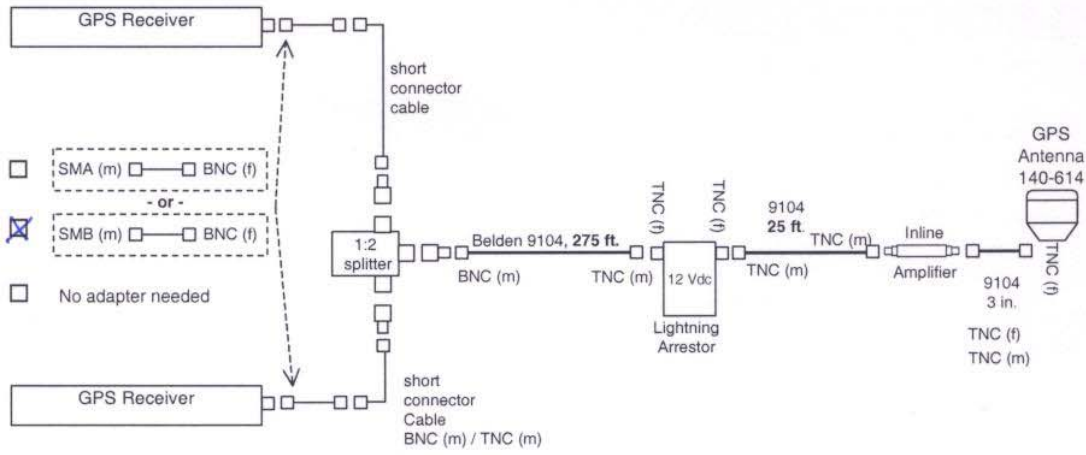 GPS Receiver
short
connector
cable
SMA (m)
BNC (f)
- or -
SMB (m)
BNC (f)
No adapter needed
1:2
splitter
Belden 9104, 275 ft.
BNC (m)
TNC (m)
TNC (f)
TNC (f)
12 Vdc
Lightning
Arrestor
9104
25 ft.
TNC (m)
TNC (m)
Inline
Amplifier
GPS
Antenna
140-614
TNC (f)
9104
3 in.
TNC (f)
TNC (m)
GPS Receiver
short
connector
Cable
BNC (m) / TNC (m)